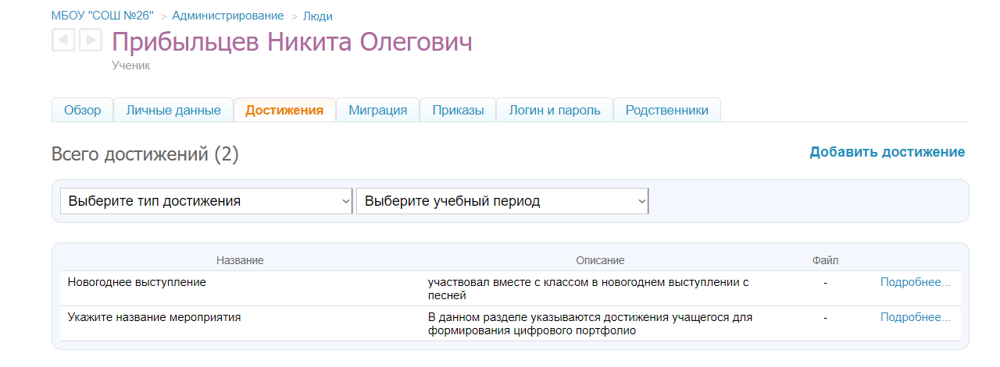 МБОУ "СОШ №26" > Администрирование > Люди
Прибыльцев Никита Олегович
Ученик
Обзор Личные данные Достижения Миграция Приказы Логин и пароль Родственники
Всего достижений (2) Добавить достижение
Выберите тип достижения Выберите учебный период
Название Описание Файл
Новогоднее выступление участвовал вместе с классом в новогоднем выступлении с - Подробнее...
песней
Укажите название мероприятия В данном разделе указываются достижения учащегося для - Подробнее...
формирования цифрового портфолио